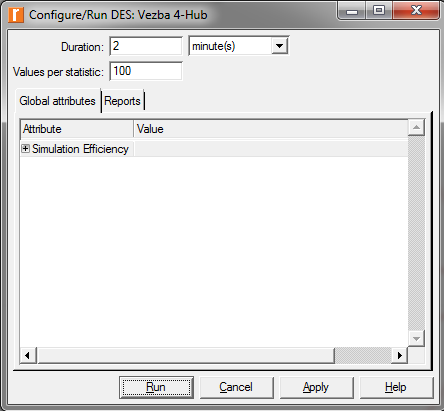 Configure/Run DES: Vezba 4-Hub
Duration: 2 minute(s)
Values per statistic: 100
Global attributes Reports
Attribute Value
Simulation Efficiency
Run Cancel Apply Help